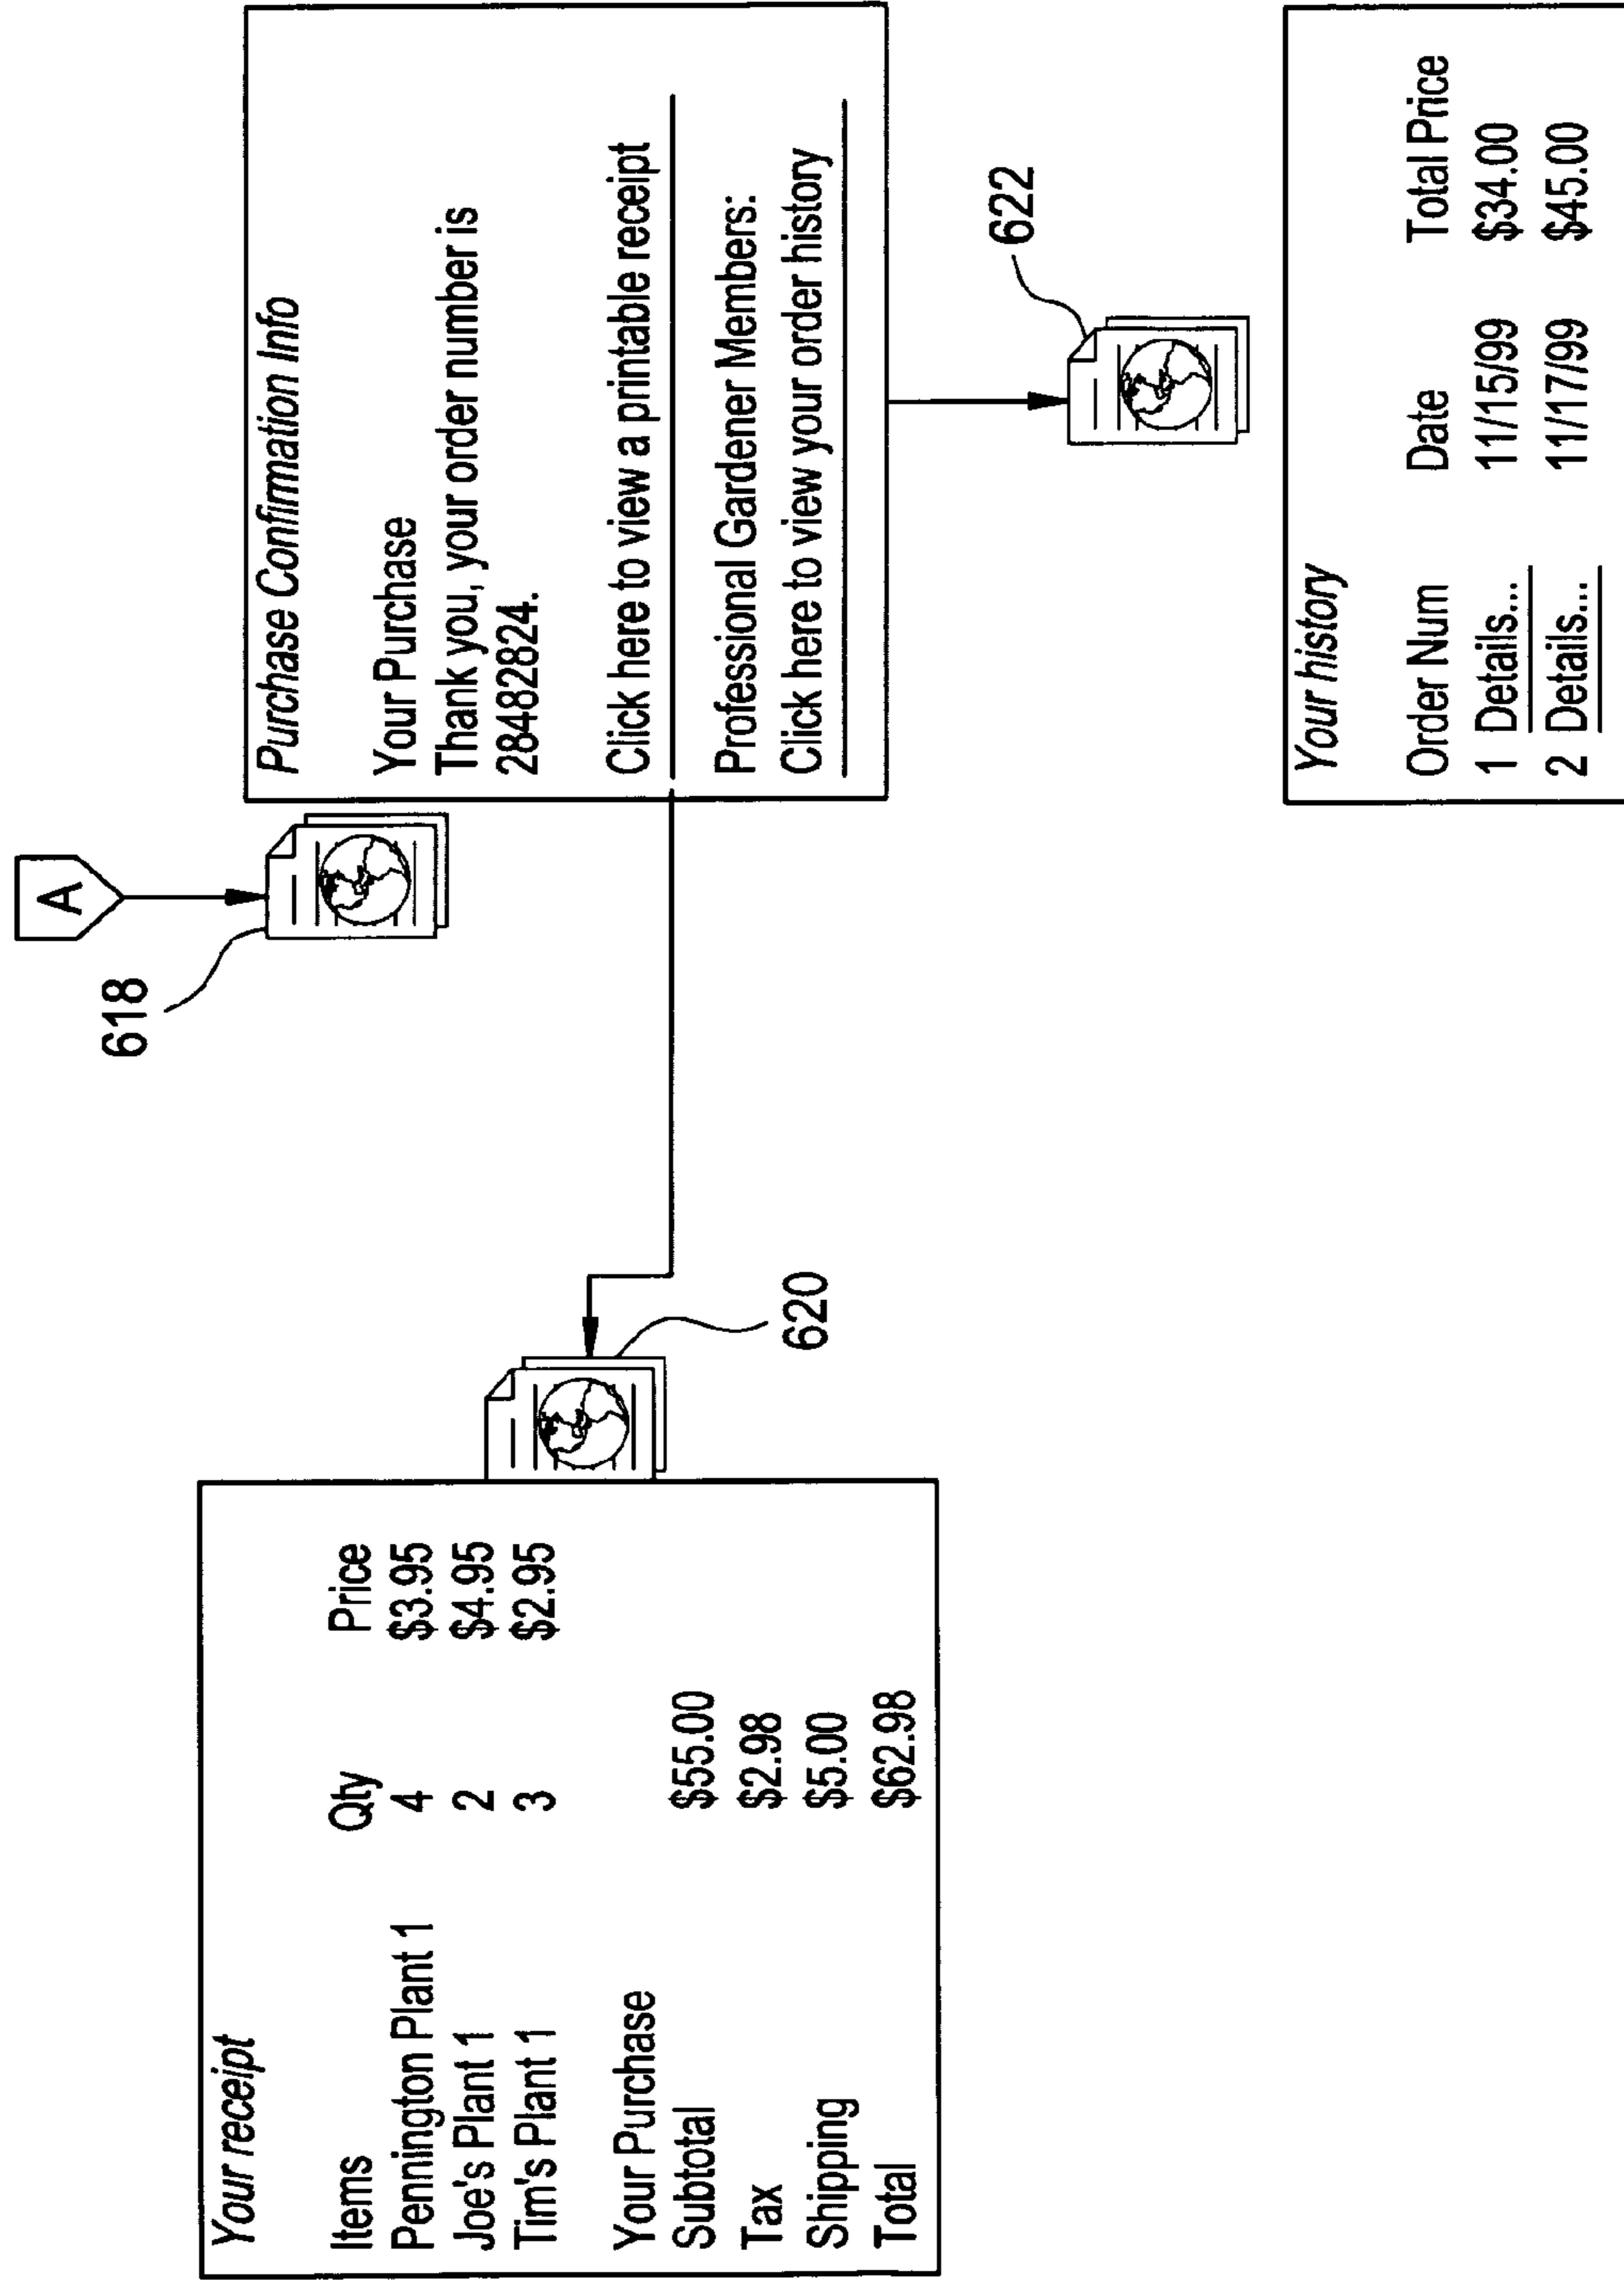 A
618
Purchase Confirmation Info
Your Purchase
Thank you, your order number is
28482824.
Click here to view a printable receipt
Professional Gardener Members:
Click here to view your order history
Your receipt
Items Qty Price
Pennington Plant 1 4 $3.95
Joe's Plant 1 2 $4.95
Tim's Plant 1 3 $2.95
Your Purchase
Subtotal $55.00
Tax $2.98
Shipping $5.00
Total $62.98
620
622
Your history
Order Num Date Total Price
1 Details... 11/15/99 $34.00
2 Details... 11/17/99 $45.00